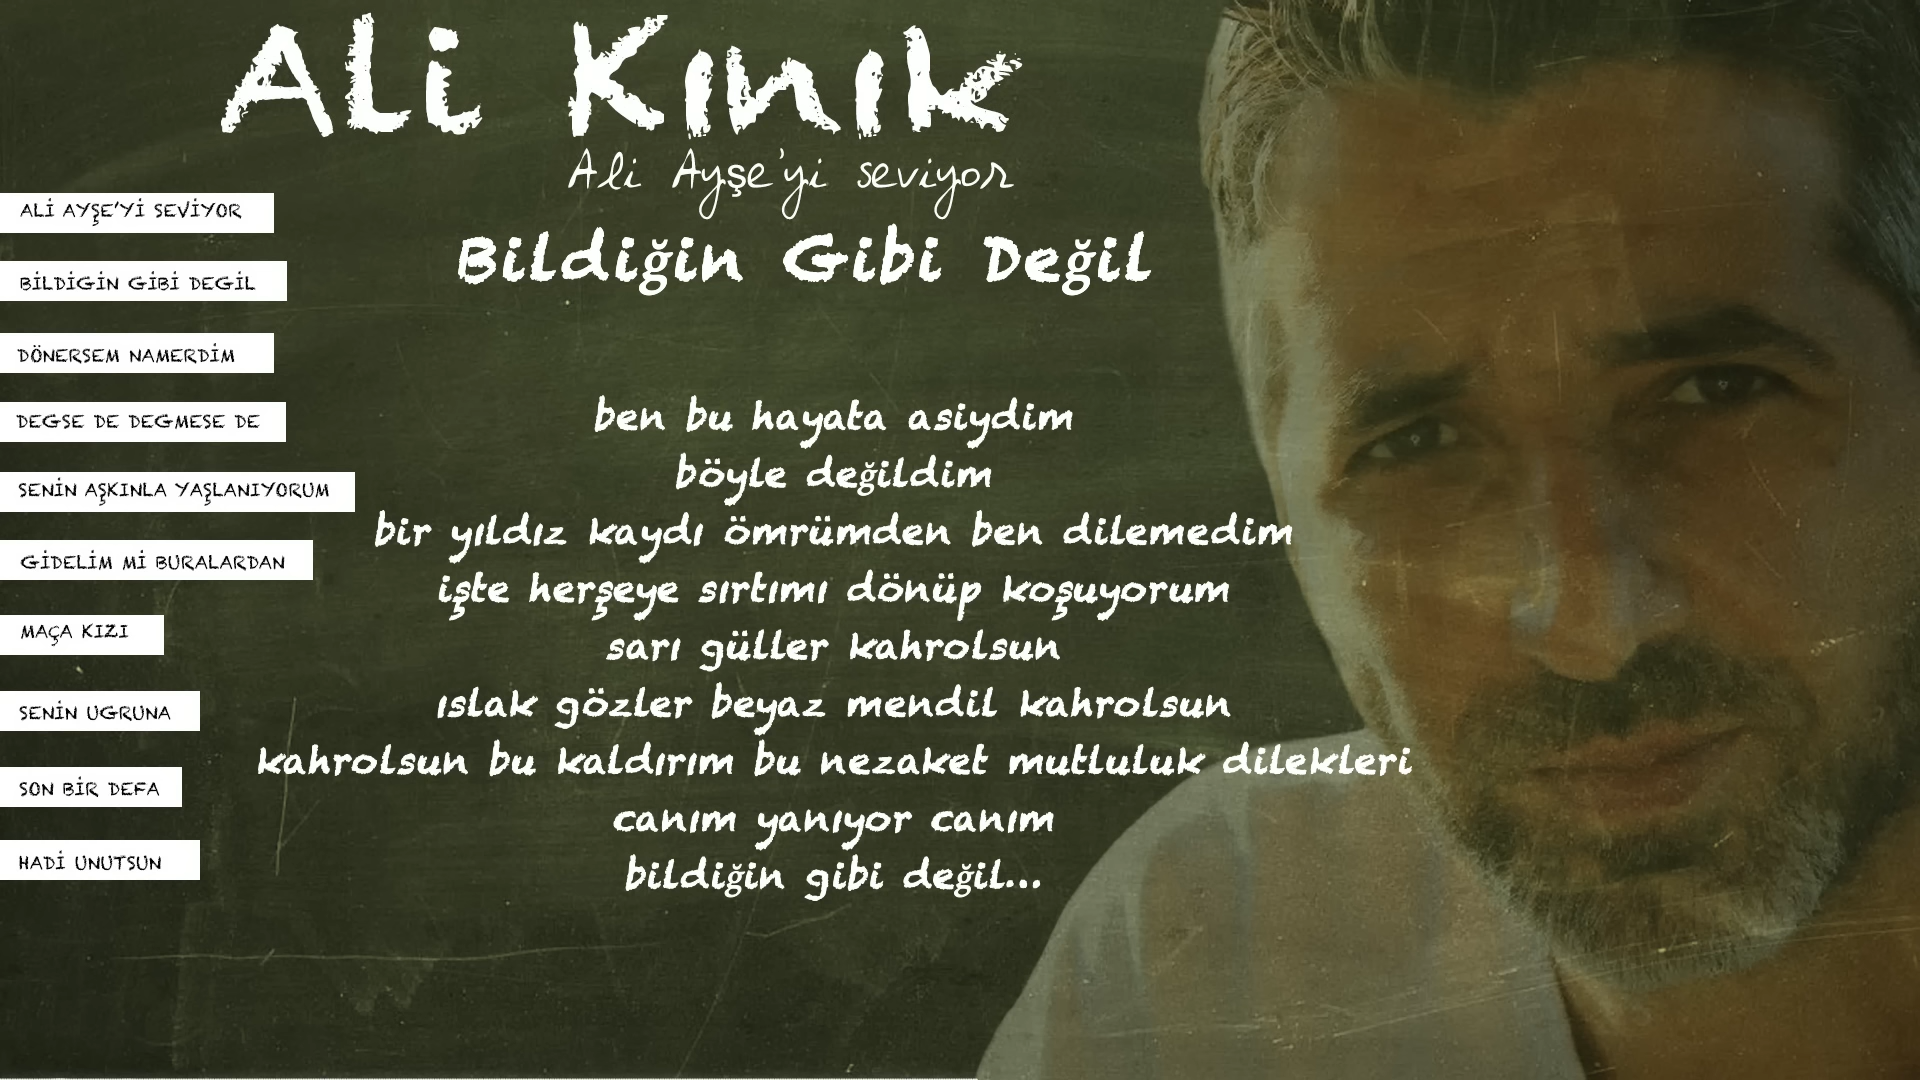 Ali Kınık
Ali Ayşe'yi seviyor
Bildiğin Gibi Değil
ALİ AYŞE'Yİ SEVİYOR
BİLDİGİN GİBİ DEGİL
DÖNERSEM NAMERDİM
DEGSE DE DEGMESE DE
SENİN AŞKINLA YAŞLANIYORUM
GİDELİM Mİ BURALARDAN
MAÇA KIZI
SENİN UGRUNA
SON BİR DEFA
HADİ UNUTSUN
ben bu hayata asiydim
böyle değildim
bir yıldız kaydı ömrümden ben dilemedim
işte herşeye sırtımı dönüp koşuyorum
sarı güller kahrolsun
ıslak gözler beyaz mendil kahrolsun
kahrolsun bu kaldırım bu nezaket mutluluk dilekleri
canım yanıyor canım
bildiğin gibi değil...